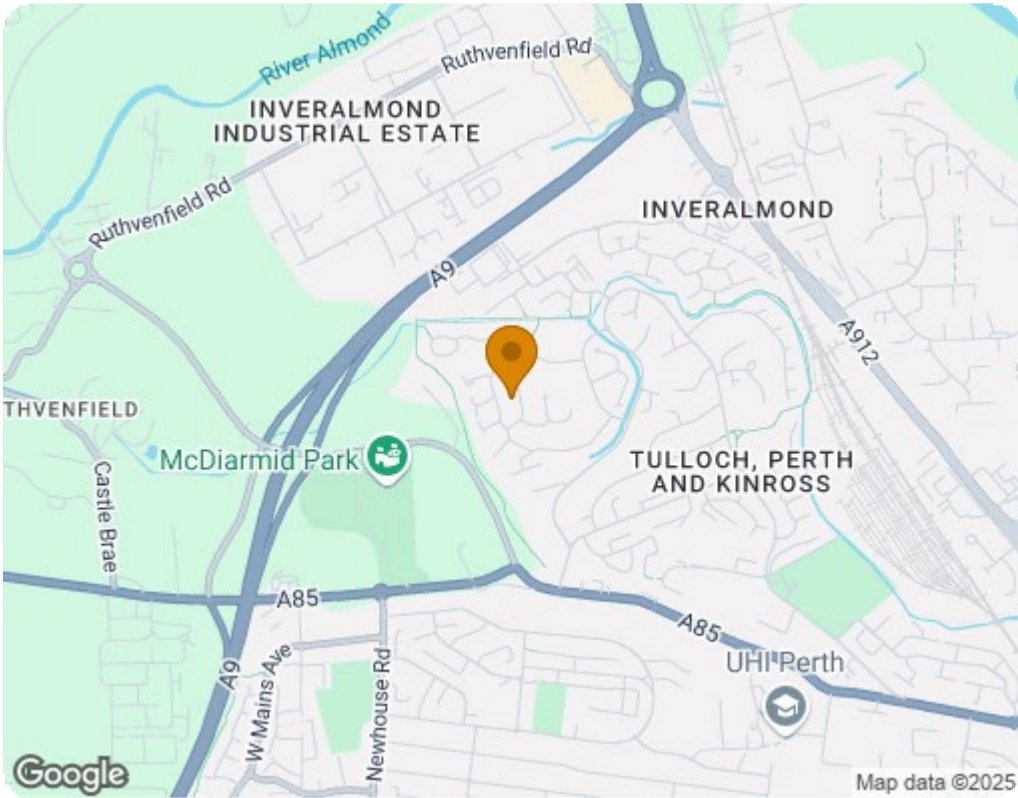 River Almond
Ruthvenfield Rd
INVERALMOND
INDUSTRIAL ESTATE
Ruthvenfield Rd
INVERALMOND
A9
A912
THVENFIELD
McDiarmid Park
TULLOCH, PERTH
AND KINROSS
Castle Brae
A85
A85
UHI Perth
A9
W Mains Ave
Newhouse Rd
Google
Map data ©2025